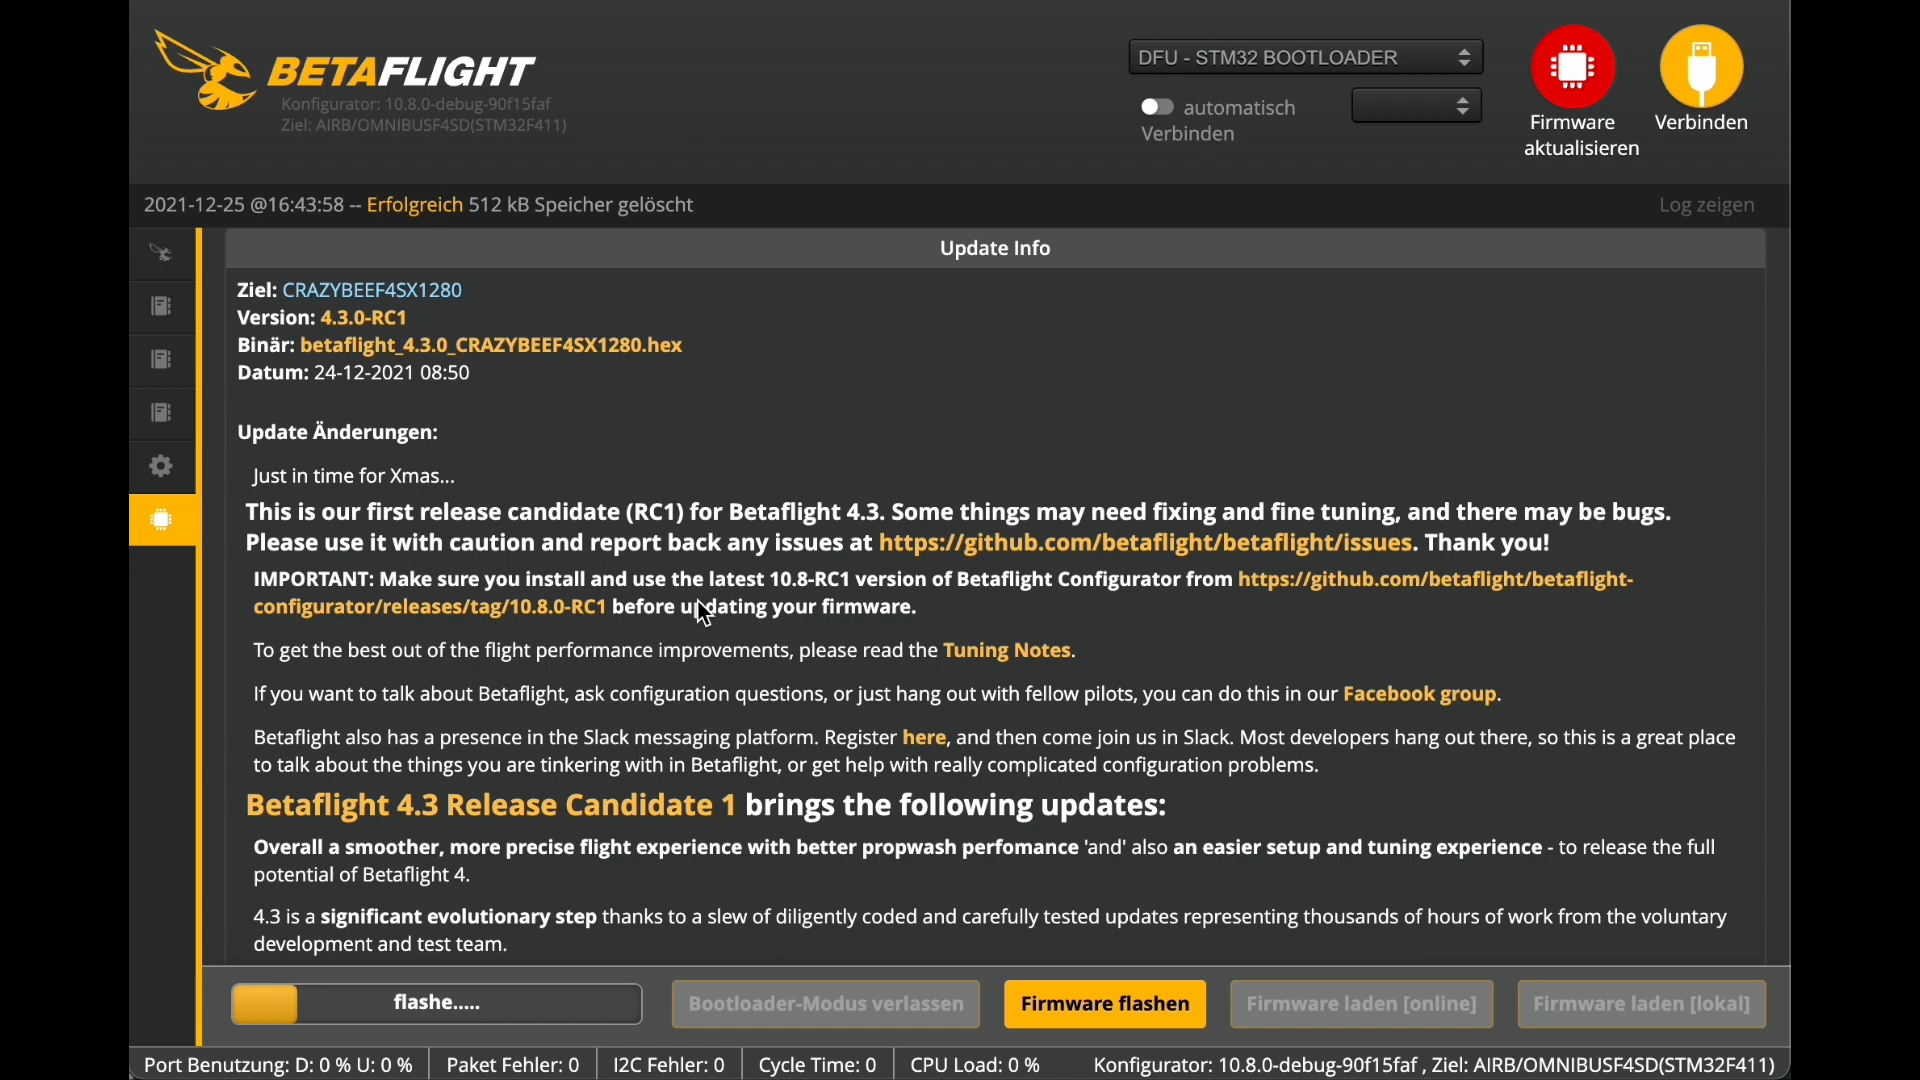 BETAFLIGHT
Konfigurator: 10.8.0-debug-90f15faf
Ziel: AIRB/OMNIBUSF4SD(STM32F411)
DFU - STM32 BOOTLOADER
automatisch
Verbinden
Firmware
aktualisieren
Verbinden
2021-12-25 @16:43:58 -- Erfolgreich 512 kB Speicher gelöscht
Log zeigen
Update Info
Ziel: CRAZYBEEF4SX1280
Version: 4.3.0-RC1
Binär: betaflight_4.3.0_CRAZYBEEF4SX1280.hex
Datum: 24-12-2021 08:50
Update Änderungen:
Just in time for Xmas...
This is our first release candidate (RC1) for Betaflight 4.3. Some things may need fixing and fine tuning, and there may be bugs.
Please use it with caution and report back any issues at https://github.com/betaflight/betaflight/issues. Thank you!
IMPORTANT: Make sure you install and use the latest 10.8-RC1 version of Betaflight Configurator from https://github.com/betaflight/betaflight-
configurator/releases/tag/10.8.0-RC1 before updating your firmware.
To get the best out of the flight performance improvements, please read the Tuning Notes.
If you want to talk about Betaflight, ask configuration questions, or just hang out with fellow pilots, you can do this in our Facebook group.
Betaflight also has a presence in the Slack messaging platform. Register here, and then come join us in Slack. Most developers hang out there, so this is a great place
to talk about the things you are tinkering with in Betaflight, or get help with really complicated configuration problems.
Betaflight 4.3 Release Candidate 1 brings the following updates:
Overall a smoother, more precise flight experience with better propwash perfomance 'and' also an easier setup and tuning experience - to release the full
potential of Betaflight 4.
4.3 is a significant evolutionary step thanks to a slew of diligently coded and carefully tested updates representing thousands of hours of work from the voluntary
development and test team.
flashe.....
Bootloader-Modus verlassen
Firmware flashen
Firmware laden [online]
Firmware laden [lokal]
Port Benutzung: D: 0 % U: 0 %
Paket Fehler: 0
I2C Fehler: 0
Cycle Time: 0
CPU Load: 0 %
Konfigurator: 10.8.0-debug-90f15faf , Ziel: AIRB/OMNIBUSF4SD(STM32F411)